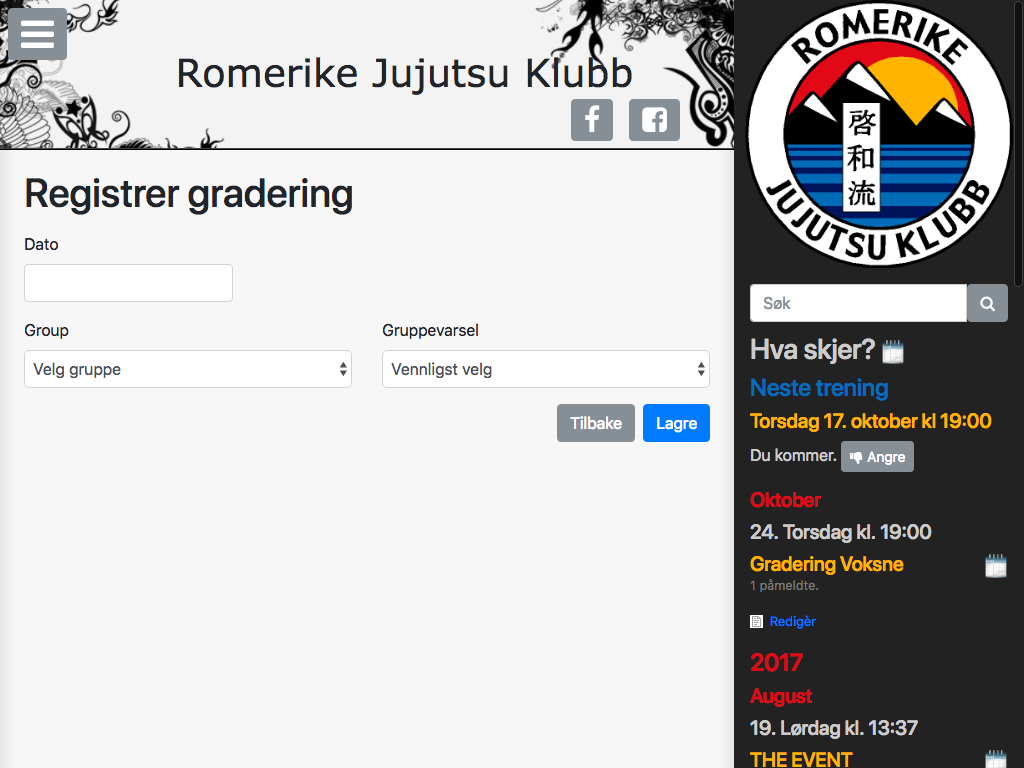 Romerike Jujutsu Klubb
Registrer gradering
Dato
Group
Gruppevarsel
Velg gruppe
Vennligst velg
Tilbake
Lagre
ROMERIKE
啓和流
JUJUTSU KLUBB
Søk
Hva skjer?
Neste trening
Torsdag 17. oktober kl 19:00
Du kommer. Angre
Oktober
24. Torsdag kl. 19:00
Gradering Voksne
1 påmeldte.
Redigèr
2017
August
19. Lørdag kl. 13:37
THE EVENT